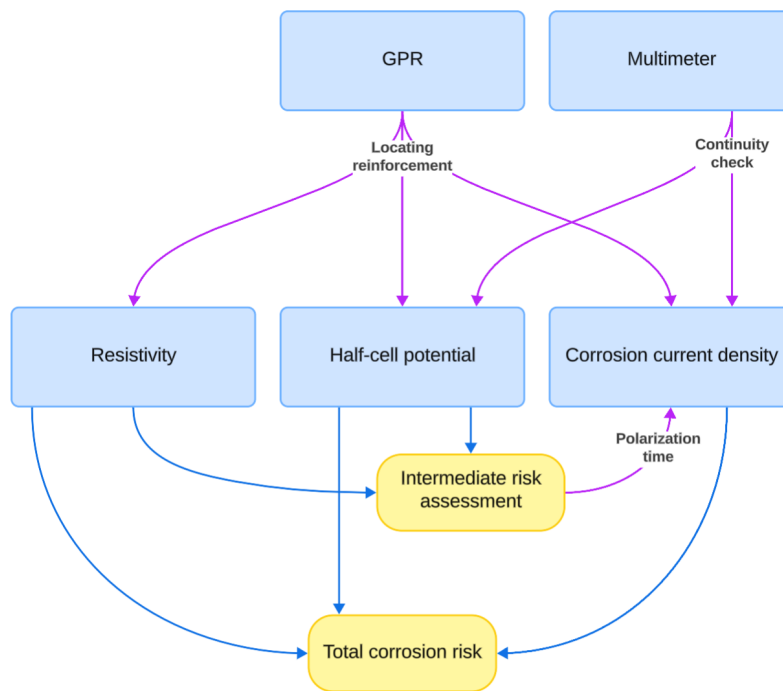 GPR
Multimeter
Locating
reinforcement
Continuity
check
Resistivity
Half-cell potential
Corrosion current density
Polarization
time
Intermediate risk
assessment
Total corrosion risk